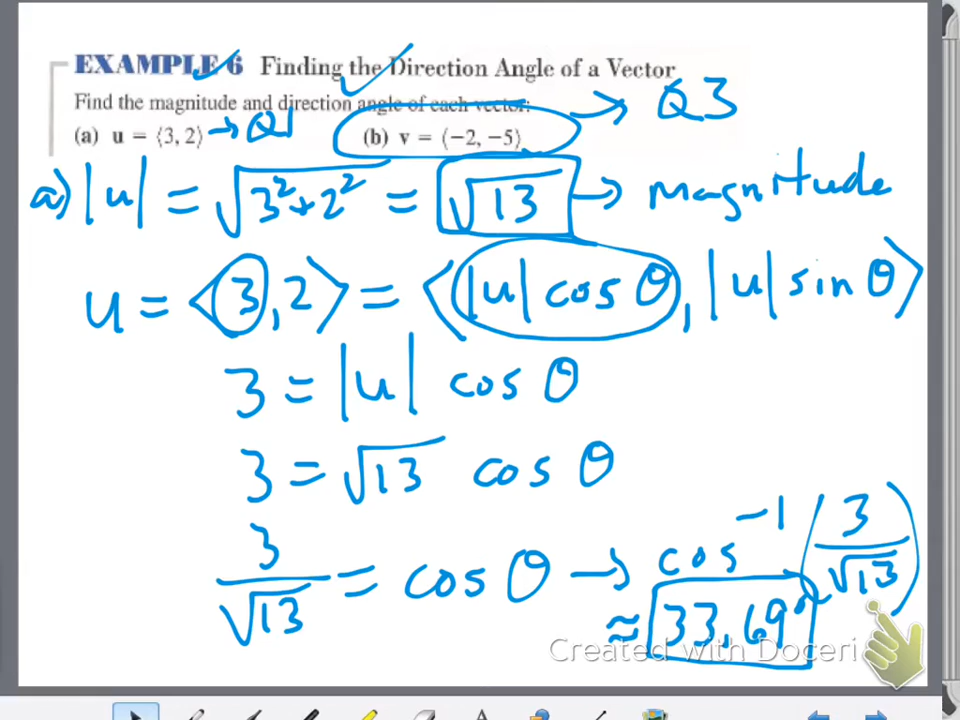 EXAMPLE 6 Finding the Direction Angle of a Vector
Find the magnitude and direction angle of each vector:
(a) u = ⟨3, 2⟩ → Q1 (b) v = ⟨−2, −5⟩ → Q3
a) |u| = √3²+2² = √13 → magnitude
u = ⟨3, 2⟩ = ⟨|u| cos θ, |u| sin θ⟩
3 = |u| cos θ
3 = √13 cos θ
3/√13 = cos θ → cos⁻¹(3/√13)
≈ 33.69°
Created with Doceri